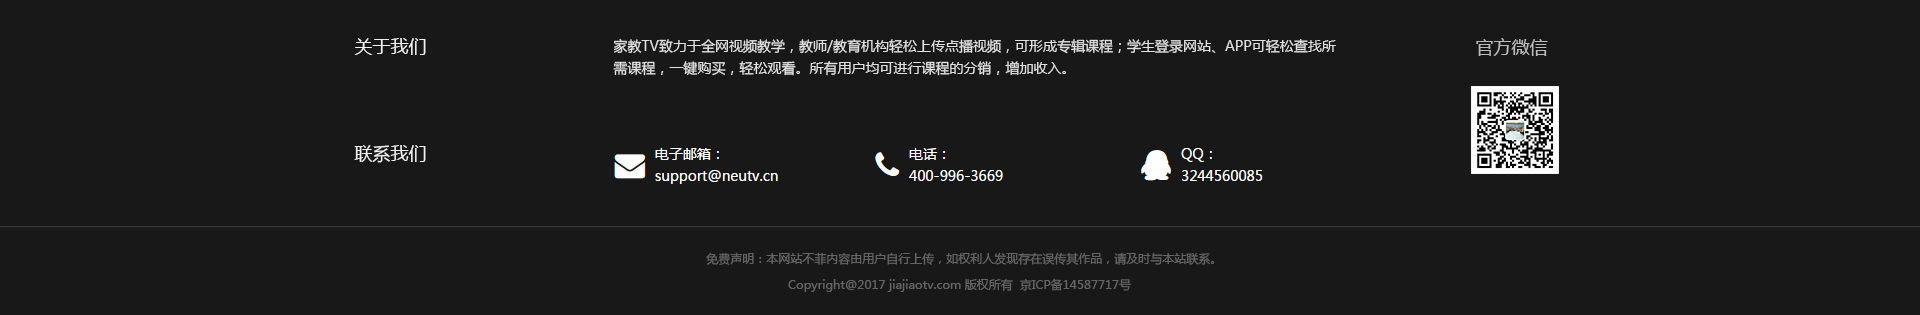 关于我们
家教TV致力于全网视频教学，教师/教育机构轻松上传点播视频，可形成专辑课程；学生登录网站、APP可轻松查找所
需课程，一键购买，轻松观看。所有用户均可进行课程的分销，增加收入。
官方微信
联系我们
电子邮箱：
support@neutv.cn
电话：
400-996-3669
QQ：
3244560085
免费声明：本网站不菲内容由用户自行上传，如权利人发现存在误传其作品，请及时与本站联系。
Copyright@2017 jiajiaotv.com 版权所有 京ICP备14587717号